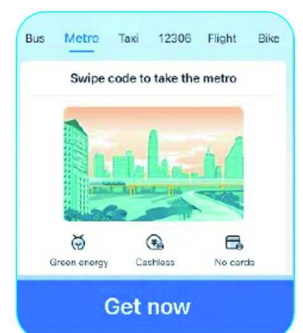 Bus Metro Taxi 12306 Flight Bike
Swipe code to take the metro
Green energy Cashless No cards
Get now